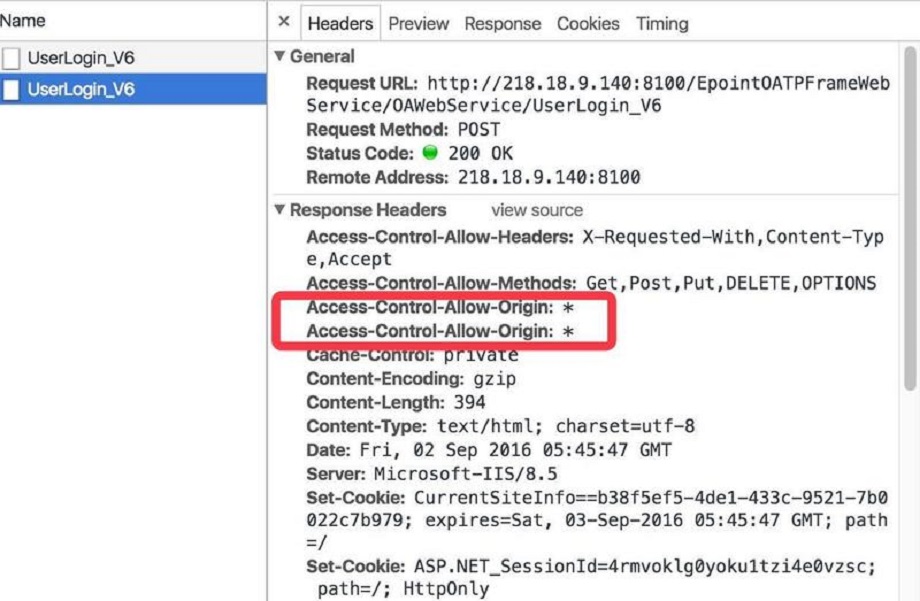 Name
× Headers Preview Response Cookies Timing
UserLogin_V6
UserLogin_V6
▼ General
Request URL: http://218.18.9.140:8100/EpointOATPFrameWeb
Service/OAWebService/UserLogin_V6
Request Method: POST
Status Code: 200 OK
Remote Address: 218.18.9.140:8100
▼ Response Headers view source
Access-Control-Allow-Headers: X-Requested-With,Content-Typ
e,Accept
Access-Control-Allow-Methods: Get,Post,Put,DELETE,OPTIONS
Access-Control-Allow-Origin: *
Access-Control-Allow-Origin: *
Cache-Control: private
Content-Encoding: gzip
Content-Length: 394
Content-Type: text/html; charset=utf-8
Date: Fri, 02 Sep 2016 05:45:47 GMT
Server: Microsoft-IIS/8.5
Set-Cookie: CurrentSiteInfo==b38f5ef5-4de1-433c-9521-7b0
022c7b979; expires=Sat, 03-Sep-2016 05:45:47 GMT; path
=/
Set-Cookie: ASP.NET_SessionId=4rmvoklg0yoku1tzi4e0vzsc;
path=/; HttpOnly